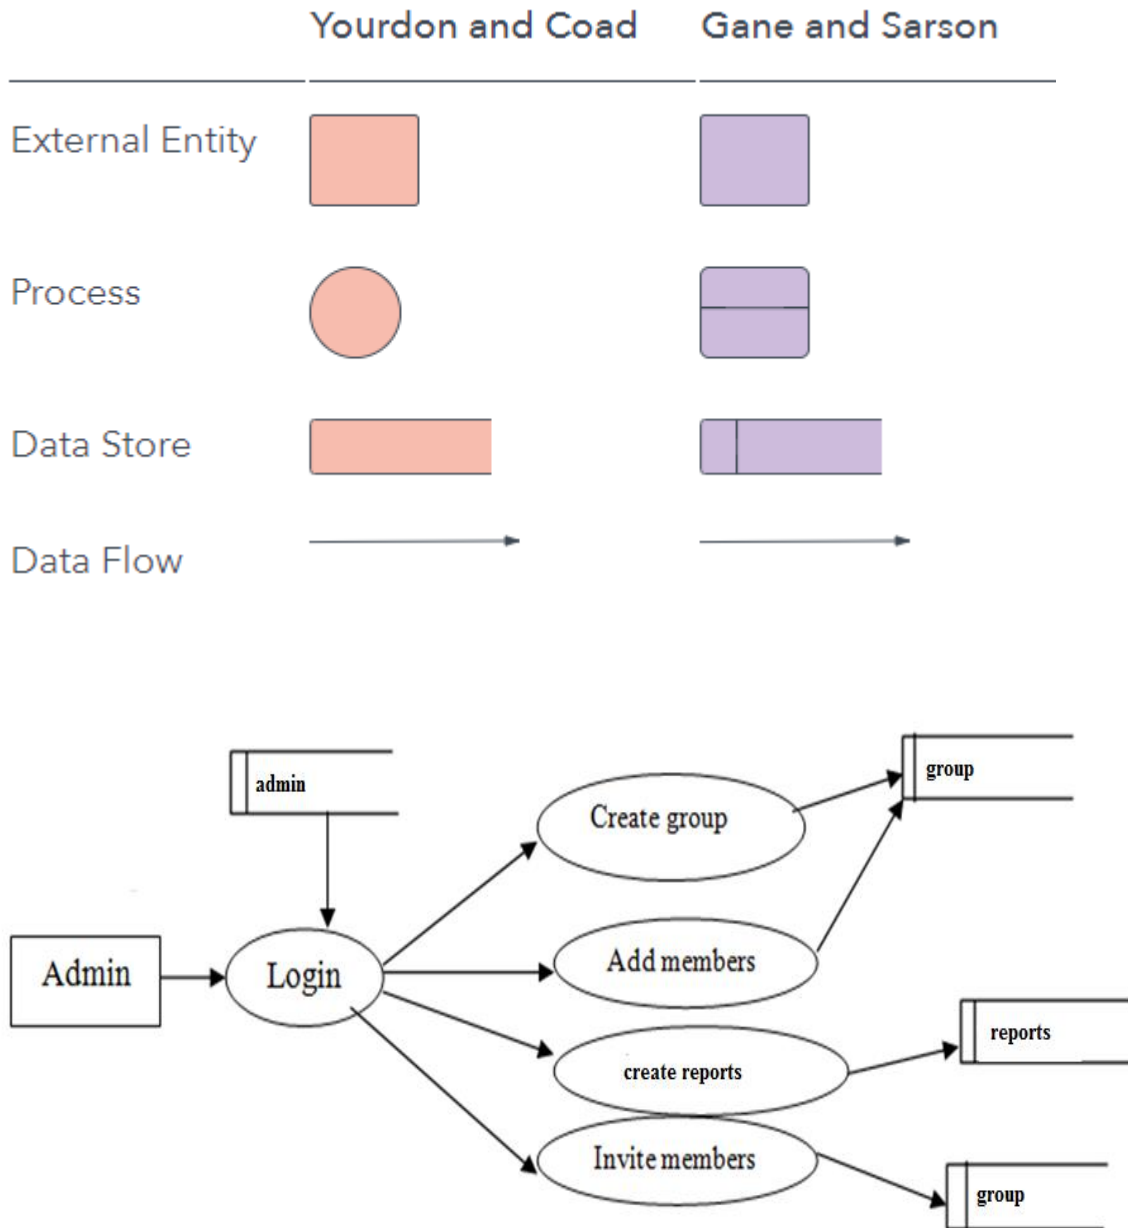 Yourdon and Coad
Gane and Sarson
External Entity
Process
Data Store
Data Flow
admin
group
Create group
Admin
Login
Add members
reports
create reports
Invite members
group